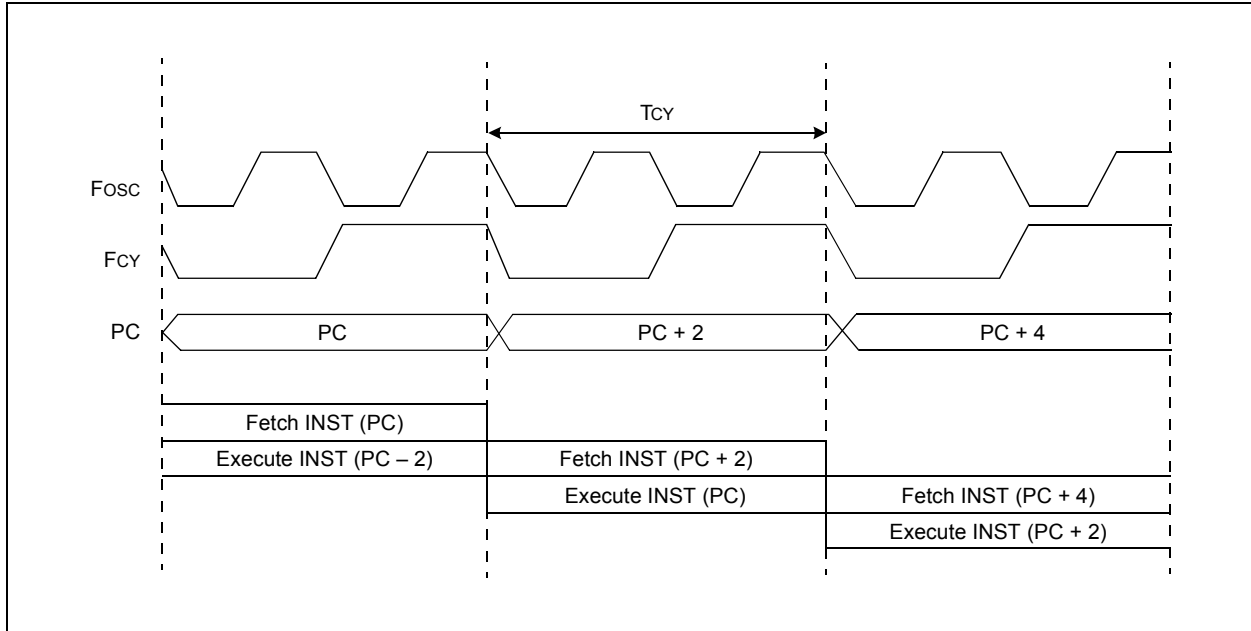 TCY
FOSC
FCY
PC
PC
PC + 2
PC + 4
Fetch INST (PC)
Execute INST (PC – 2)
Fetch INST (PC + 2)
Execute INST (PC)
Fetch INST (PC + 4)
Execute INST (PC + 2)